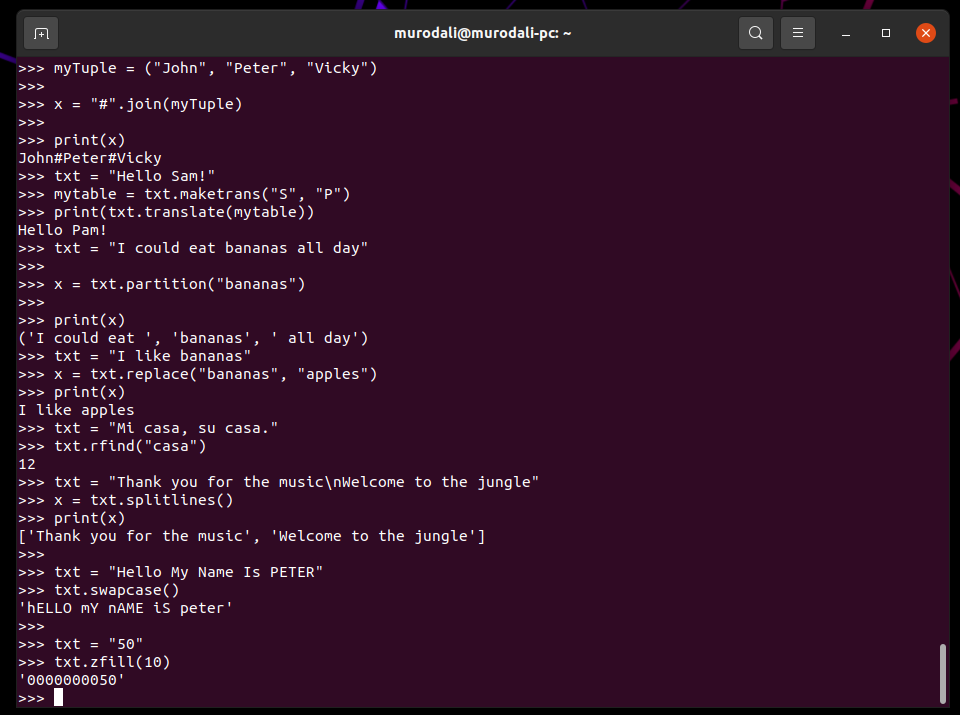 murodali@murodali-pc: ~
>>> myTuple = ("John", "Peter", "Vicky")
>>>
>>> x = "#".join(myTuple)
>>>
>>> print(x)
John#Peter#Vicky
>>> txt = "Hello Sam!"
>>> mytable = txt.maketrans("S", "P")
>>> print(txt.translate(mytable))
Hello Pam!
>>> txt = "I could eat bananas all day"
>>>
>>> x = txt.partition("bananas")
>>>
>>> print(x)
('I could eat ', 'bananas', ' all day')
>>> txt = "I like bananas"
>>> x = txt.replace("bananas", "apples")
>>> print(x)
I like apples
>>> txt = "Mi casa, su casa."
>>> txt.rfind("casa")
12
>>> txt = "Thank you for the music\nWelcome to the jungle"
>>> x = txt.splitlines()
>>> print(x)
['Thank you for the music', 'Welcome to the jungle']
>>>
>>> txt = "Hello My Name Is PETER"
>>> txt.swapcase()
'hELLO mY nAME iS peter'
>>>
>>> txt = "50"
>>> txt.zfill(10)
'0000000050'
>>>